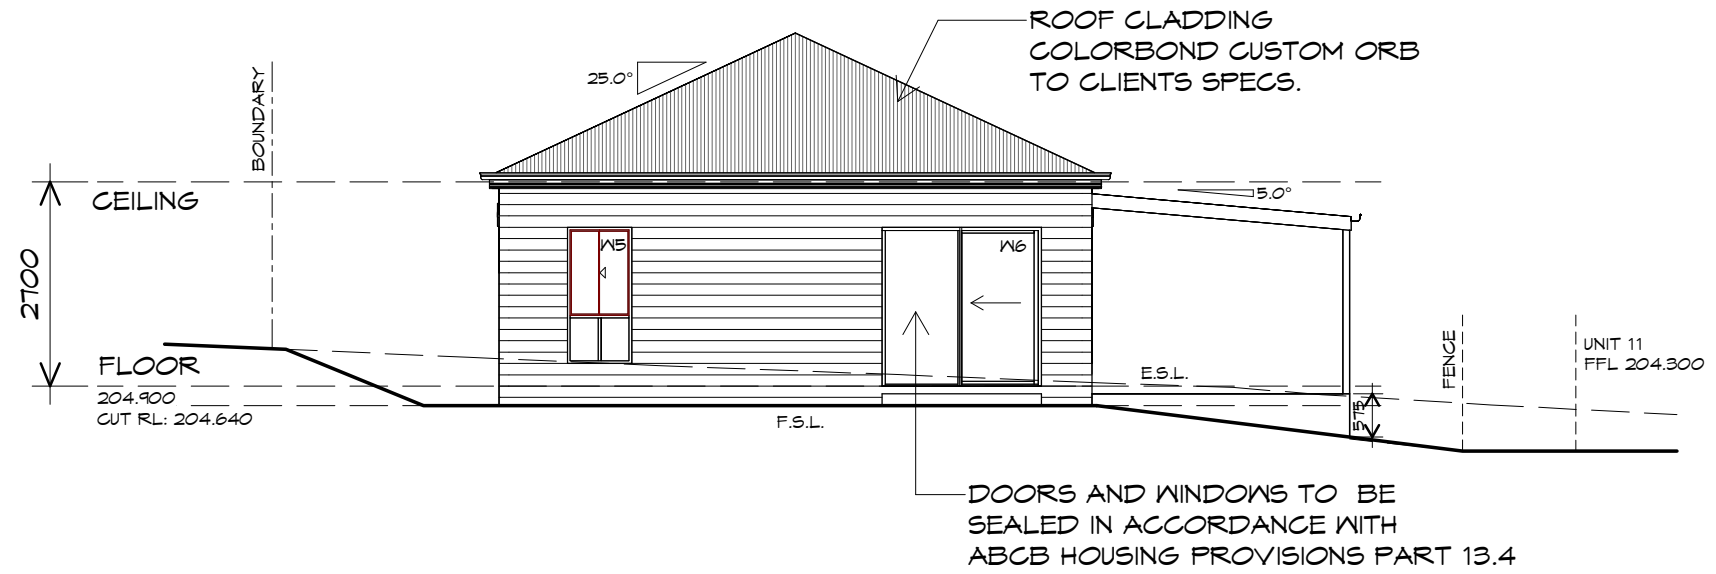 ROOF CLADDING
COLORBOND CUSTOM ORB
TO CLIENTS SPECS.
25.0°
BOUNDARY
CEILING
5.0°
2700
W5
W6
FLOOR
204.900
CUT RL: 204.640
E.S.L.
F.S.L.
575
FENCE
UNIT 11
FFL 204.300
DOORS AND WINDOWS TO BE
SEALED IN ACCORDANCE WITH
ABCB HOUSING PROVISIONS PART 13.4